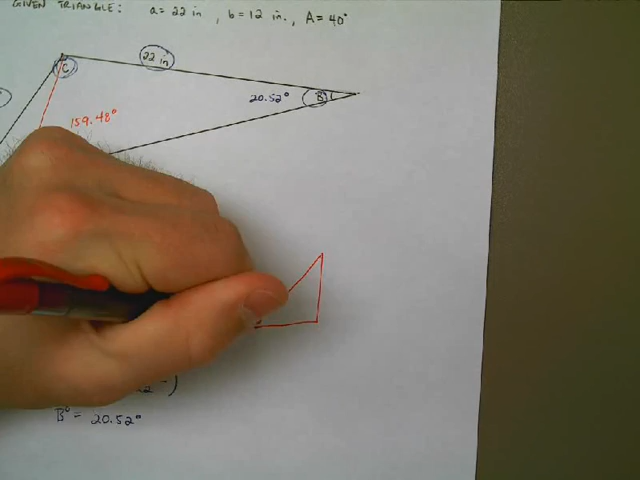 GIVEN TRIANGLE: a = 22 in , b = 12 in. , A = 40°
22 in
C
20.52° B
159.48°
B° = 20.52°